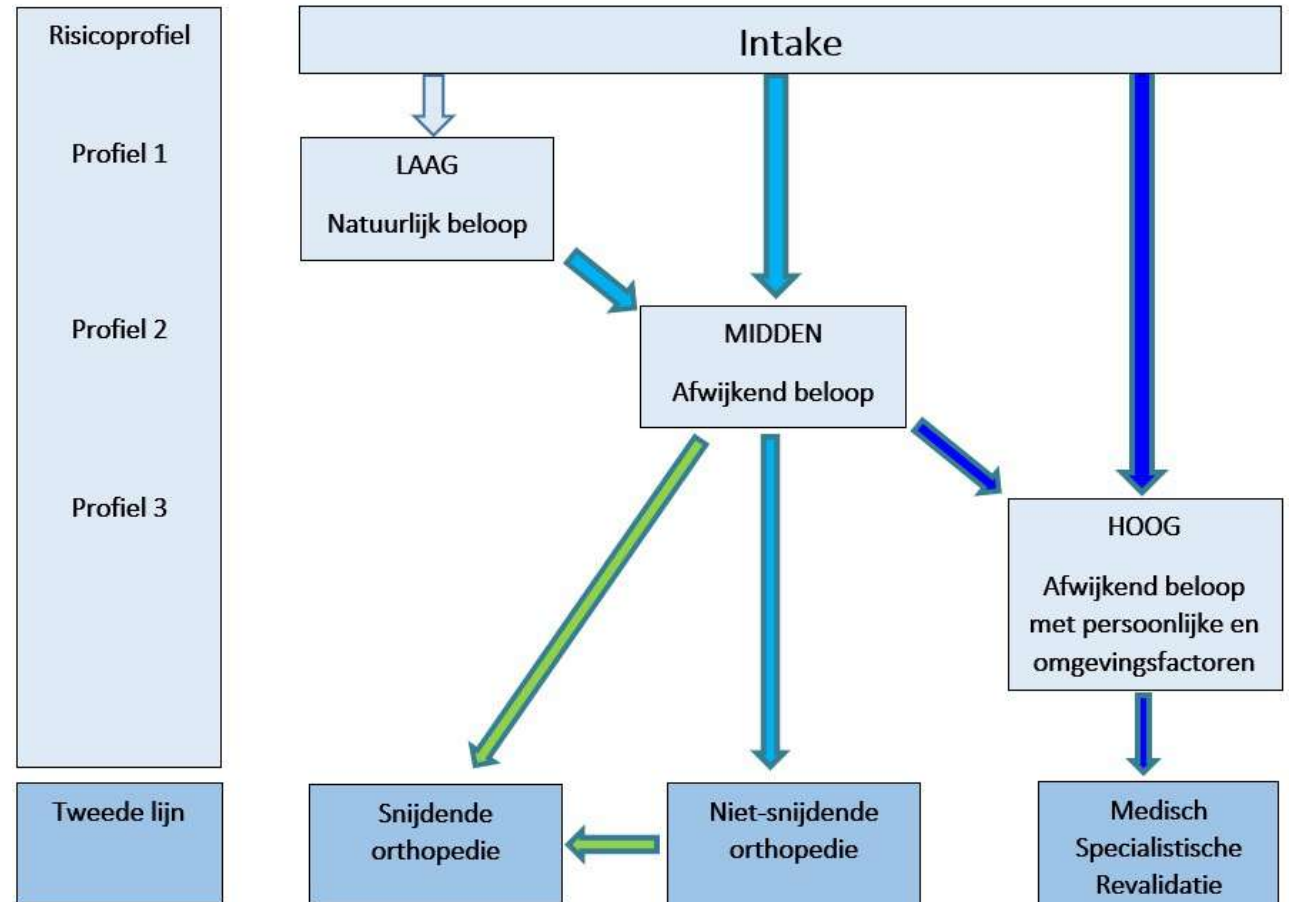 Risicoprofiel
Intake
Profiel 1
LAAG
Natuurlijk beloop
Profiel 2
MIDDEN
Afwijkend beloop
Profiel 3
HOOG
Afwijkend beloop
met persoonlijke en
omgevingsfactoren
Tweede lijn
Snijdende
orthopedie
Niet-snijdende
orthopedie
Medisch
Specialistische
Revalidatie